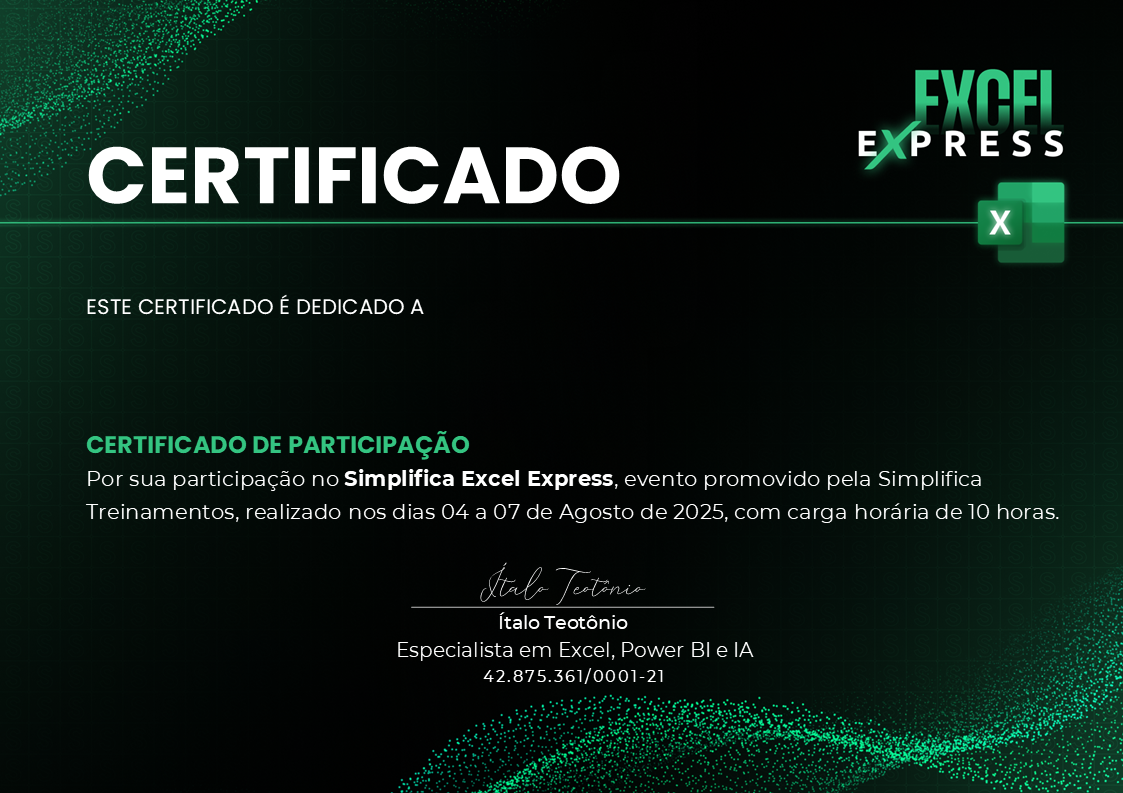 EXCEL
EXPRESS
CERTIFICADO
X
ESTE CERTIFICADO É DEDICADO A
CERTIFICADO DE PARTICIPAÇÃO
Por sua participação no Simplifica Excel Express, evento promovido pela Simplifica
Treinamentos, realizado nos dias 04 a 07 de Agosto de 2025, com carga horária de 10 horas.
Ítalo Teotônio
Ítalo Teotônio
Especialista em Excel, Power BI e IA
42.875.361/0001-21